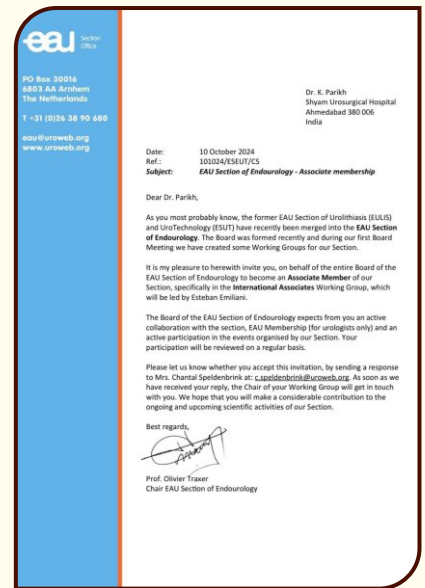 eau
Section
Office
PO Box 30016
6803 AA Arnhem
The Netherlands
T +31 (0)26 38 90 680
eau@uroweb.org
www.uroweb.org
Dr. K. Parikh
Shyam Urosurgical Hospital
Ahmedabad 380 006
India
Date: 10 October 2024
Ref.: 101024/ESEUT/CS
Subject: EAU Section of Endourology - Associate membership
Dear Dr. Parikh,
As you most probably know, the former EAU Section of Urolithiasis (EULIS)
and UroTechnology (ESUT) have recently been merged into the EAU Section
of Endourology. The Board was formed recently and during our first Board
Meeting we have created some Working Groups for our Section.
It is my pleasure to herewith invite you, on behalf of the entire Board of the
EAU Section of Endourology to become an Associate Member of our
Section, specifically in the International Associates Working Group, which
will be led by Esteban Emiliani.
The Board of the EAU Section of Endourology expects from you an active
collaboration with the section, EAU Membership (for urologists only) and an
active participation in the events organised by our Section. Your
participation will be reviewed on a regular basis.
Please let us know whether you accept this invitation, by sending a response
to Mrs. Chantal Speldenbrink at: c.speldenbrink@uroweb.org. As soon as we
have received your reply, the Chair of your Working Group will get in touch
with you. We hope that you will make a considerable contribution to the
ongoing and upcoming scientific activities of our Section.
Best regards,
Prof. Olivier Traxer
Chair EAU Section of Endourology